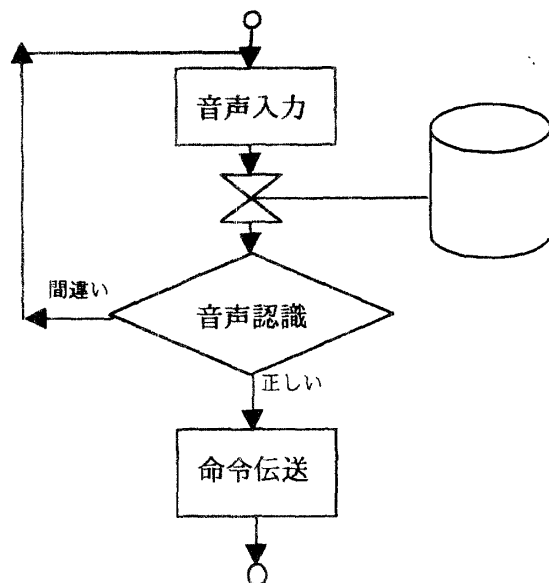 音声入力
間違い
音声認識
正しい
命令伝送